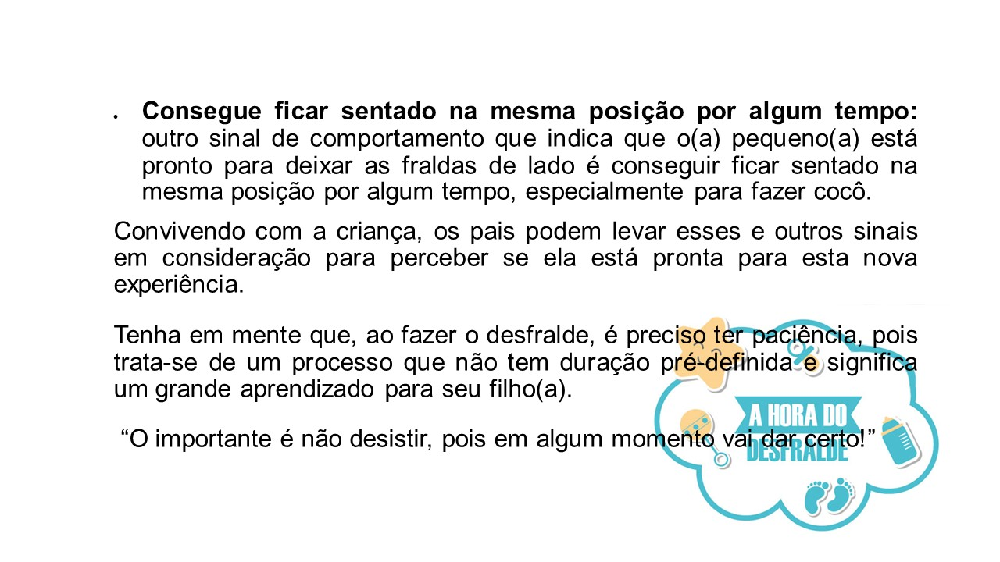 • Consegue ficar sentado na mesma posição por algum tempo:
outro sinal de comportamento que indica que o(a) pequeno(a) está
pronto para deixar as fraldas de lado é conseguir ficar sentado na
mesma posição por algum tempo, especialmente para fazer cocô.
Convivendo com a criança, os pais podem levar esses e outros sinais
em consideração para perceber se ela está pronta para esta nova
experiência.
Tenha em mente que, ao fazer o desfralde, é preciso ter paciência, pois
trata-se de um processo que não tem duração pré-definida e significa
um grande aprendizado para seu filho(a).
“O importante é não desistir, pois em algum momento vai dar certo!”
A HORA DO
DESFRALDE